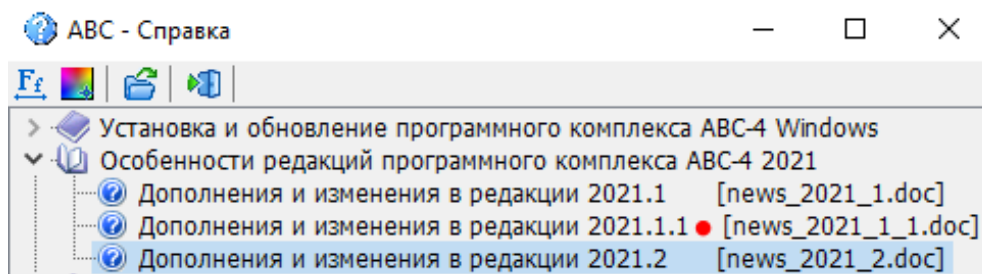 АВС - Справка
Установка и обновление программного комплекса АВС-4 Windows
Особенности редакций программного комплекса АВС-4 2021
Дополнения и изменения в редакции 2021.1 [news_2021_1.doc]
Дополнения и изменения в редакции 2021.1.1 [news_2021_1_1.doc]
Дополнения и изменения в редакции 2021.2 [news_2021_2.doc]